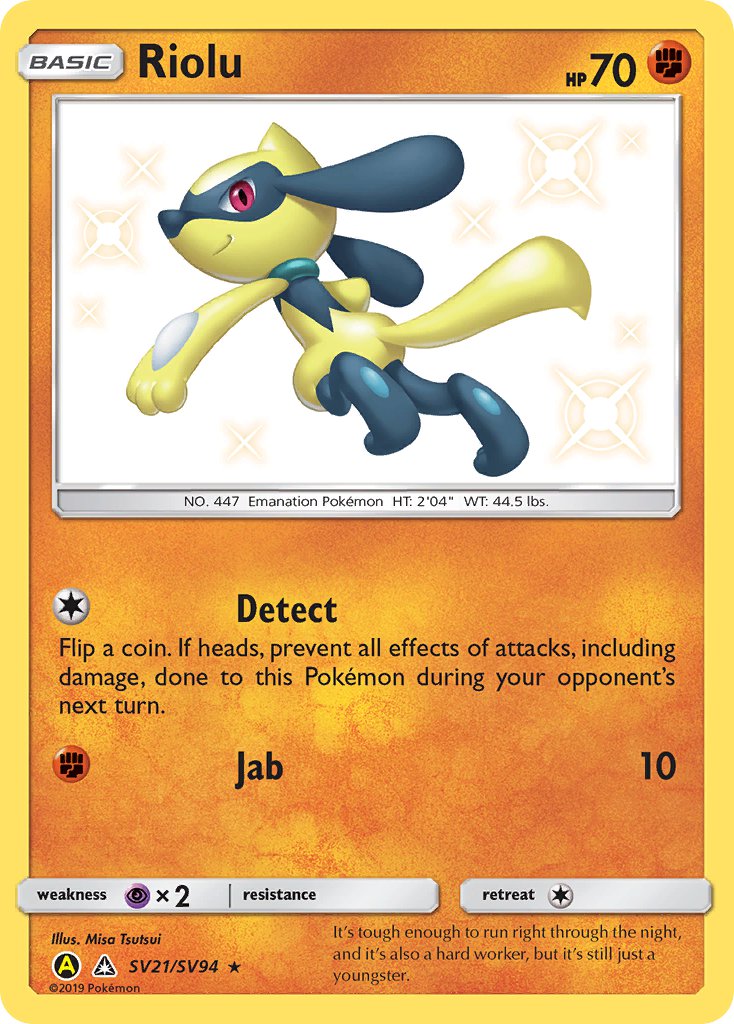 BASIC Riolu HP 70
NO. 447 Emanation Pokémon HT: 2'04" WT: 44.5 lbs.
Detect
Flip a coin. If heads, prevent all effects of attacks, including
damage, done to this Pokémon during your opponent's
next turn.
Jab 10
weakness ×2 resistance retreat
Illus. Misa Tsutsui
A SV21/SV94 ★
©2019 Pokémon
It's tough enough to run right through the night,
and it's also a hard worker, but it's still just a
youngster.